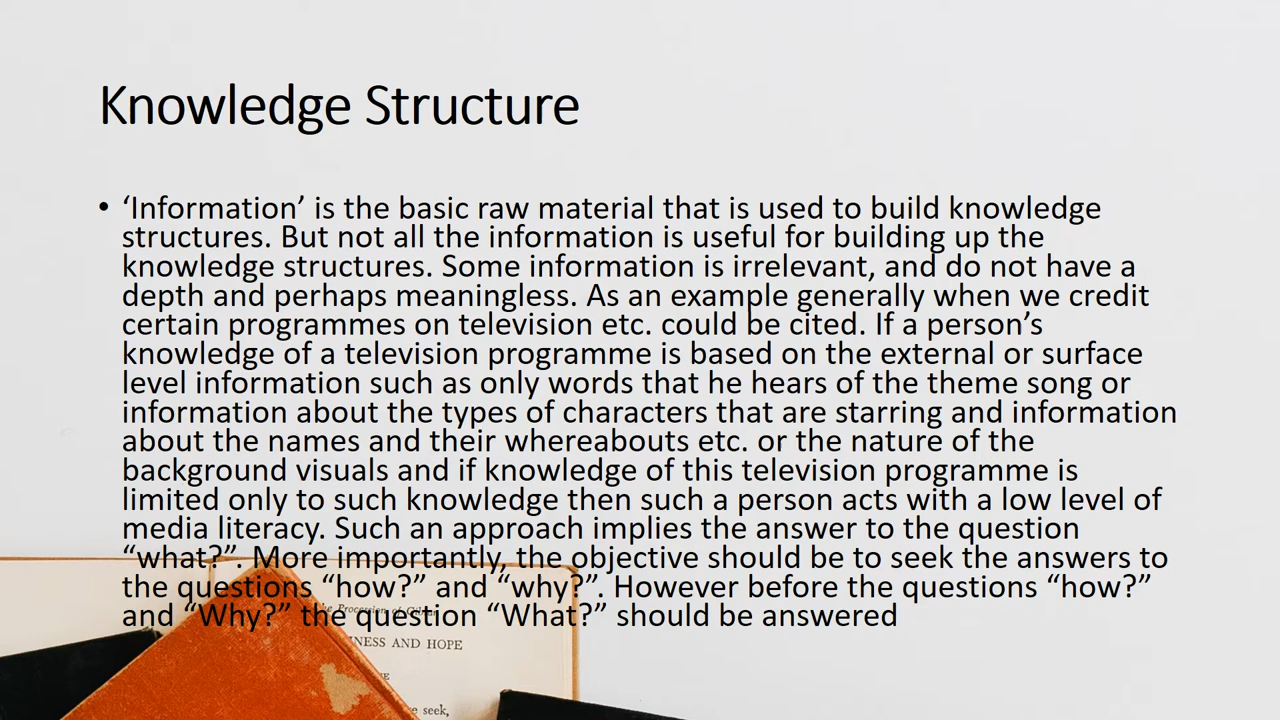 Knowledge Structure
• ‘Information’ is the basic raw material that is used to build knowledge
structures. But not all the information is useful for building up the
knowledge structures. Some information is irrelevant, and do not have a
depth and perhaps meaningless. As an example generally when we credit
certain programmes on television etc. could be cited. If a person’s
knowledge of a television programme is based on the external or surface
level information such as only words that he hears of the theme song or
information about the types of characters that are starring and information
about the names and their whereabouts etc. or the nature of the
background visuals and if knowledge of this television programme is
limited only to such knowledge then such a person acts with a low level of
media literacy. Such an approach implies the answer to the question
“what?”. More importantly, the objective should be to seek the answers to
the questions “how?” and “why?”. However before the questions “how?”
and “Why?” the question “What?” should be answered
the Procession of
NESS AND HOPE
seek,